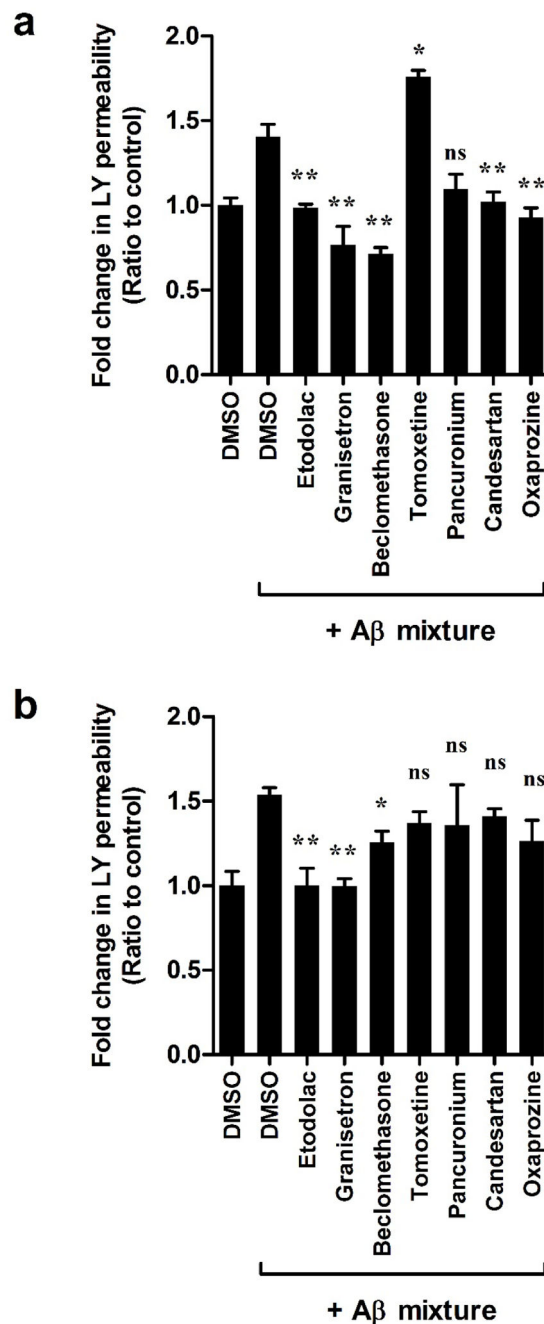 a
Fold change in LY permeability
(Ratio to control)
2.0
1.5
1.0
0.5
0.0
**
**
**
*
ns
**
**
DMSO
DMSO
Etodolac
Granisetron
Beclomethasone
Tomoxetine
Pancuronium
Candesartan
Oxaprozine
+ Aβ mixture
b
Fold change in LY permeability
(Ratio to control)
2.0
1.5
1.0
0.5
0.0
**
**
*
ns
ns
ns
ns
DMSO
DMSO
Etodolac
Granisetron
Beclomethasone
Tomoxetine
Pancuronium
Candesartan
Oxaprozine
+ Aβ mixture